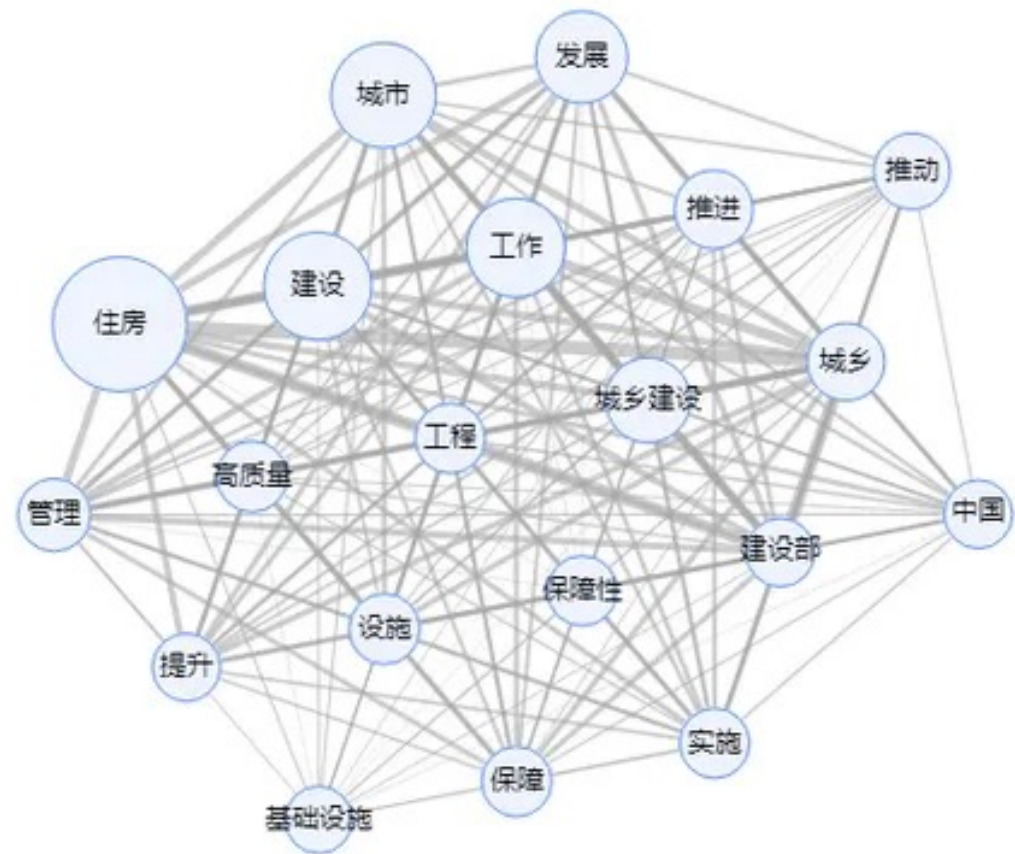 发展
城市
推动
推进
工作
建设
住房
城乡
城乡建设
工程
高质量
管理
中国
建设部
保障性
设施
提升
实施
保障
基础设施